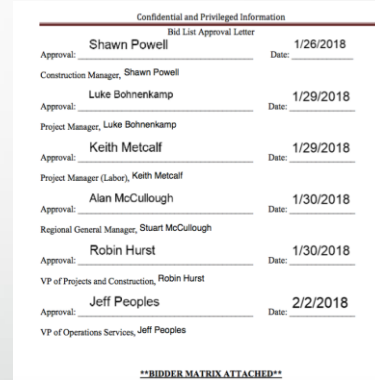 Confidential and Privileged Information
Bid List Approval Letter
Approval: Shawn Powell Date: 1/26/2018
Construction Manager, Shawn Powell
Approval: Luke Bohnenkamp Date: 1/29/2018
Project Manager, Luke Bohnenkamp
Approval: Keith Metcalf Date: 1/29/2018
Project Manager (Labor), Keith Metcalf
Approval: Alan McCullough Date: 1/30/2018
Regional General Manager, Stuart McCullough
Approval: Robin Hurst Date: 1/30/2018
VP of Projects and Construction, Robin Hurst
Approval: Jeff Peoples Date: 2/2/2018
VP of Operations Services, Jeff Peoples
**BIDDER MATRIX ATTACHED**